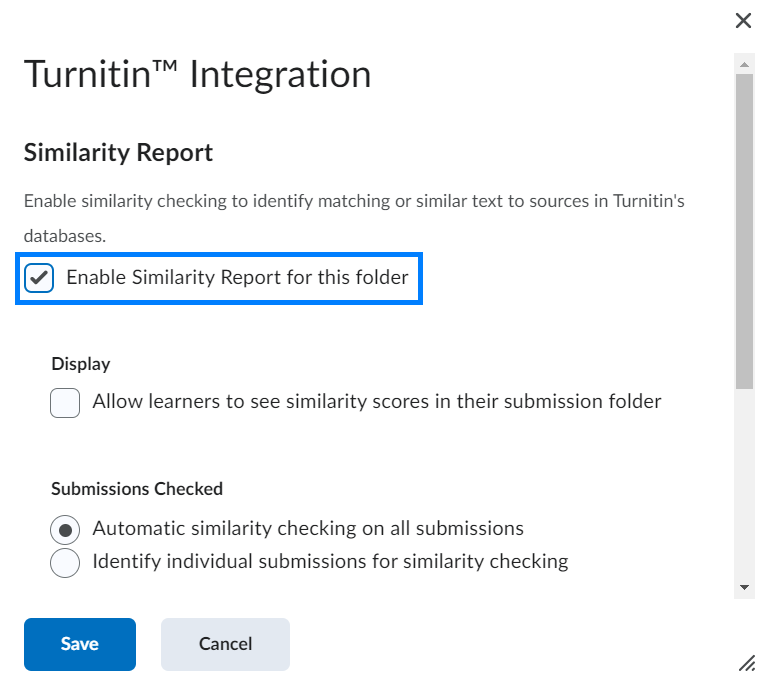 Turnitin™ Integration
Similarity Report
Enable similarity checking to identify matching or similar text to sources in Turnitin's
databases.
Enable Similarity Report for this folder
Display
Allow learners to see similarity scores in their submission folder
Submissions Checked
Automatic similarity checking on all submissions
Identify individual submissions for similarity checking
Save Cancel